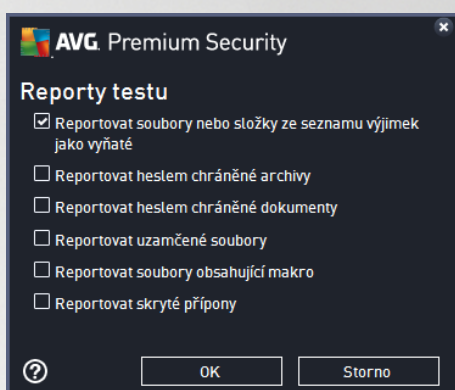 AVG. Premium Security
Reporty testu
Reportovat soubory nebo složky ze seznamu výjimek
jako vyňaté
Reportovat heslem chráněné archivy
Reportovat heslem chráněné dokumenty
Reportovat uzamčené soubory
Reportovat soubory obsahující makro
Reportovat skryté přípony
?
OK
Storno